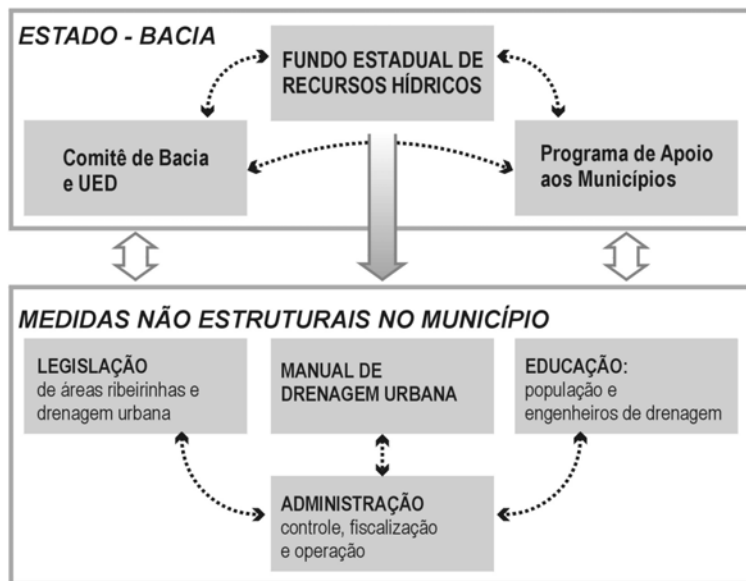 ESTADO - BACIA
FUNDO ESTADUAL DE
RECURSOS HÍDRICOS
Comitê de Bacia
e UED
Programa de Apoio
aos Municípios
MEDIDAS NÃO ESTRUTURAIS NO MUNICÍPIO
LEGISLAÇÃO
de áreas ribeirinhas e
drenagem urbana
MANUAL DE
DRENAGEM URBANA
EDUCAÇÃO:
população e
engenheiros de drenagem
ADMINISTRAÇÃO
controle, fiscalização
e operação